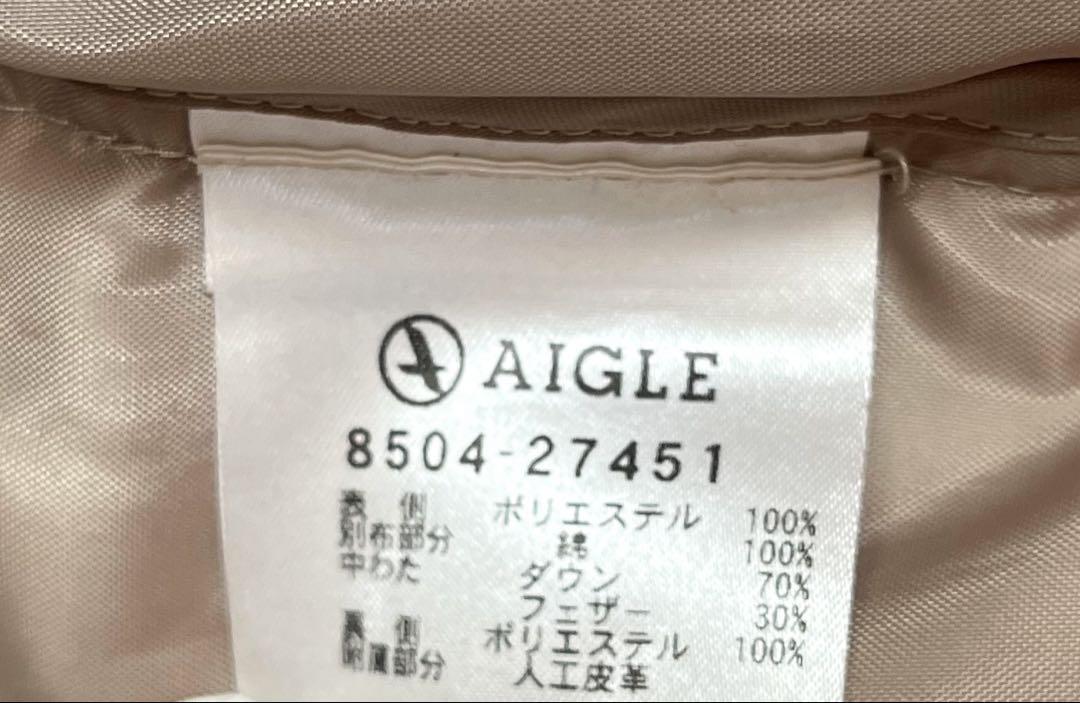 AIGLE
8504-27451
表 側 ポリエステル 100%
別布部分 綿 100%
中わた ダウン 70%
フェザー 30%
裏 側 ポリエステル 100%
附属部分 人工皮革